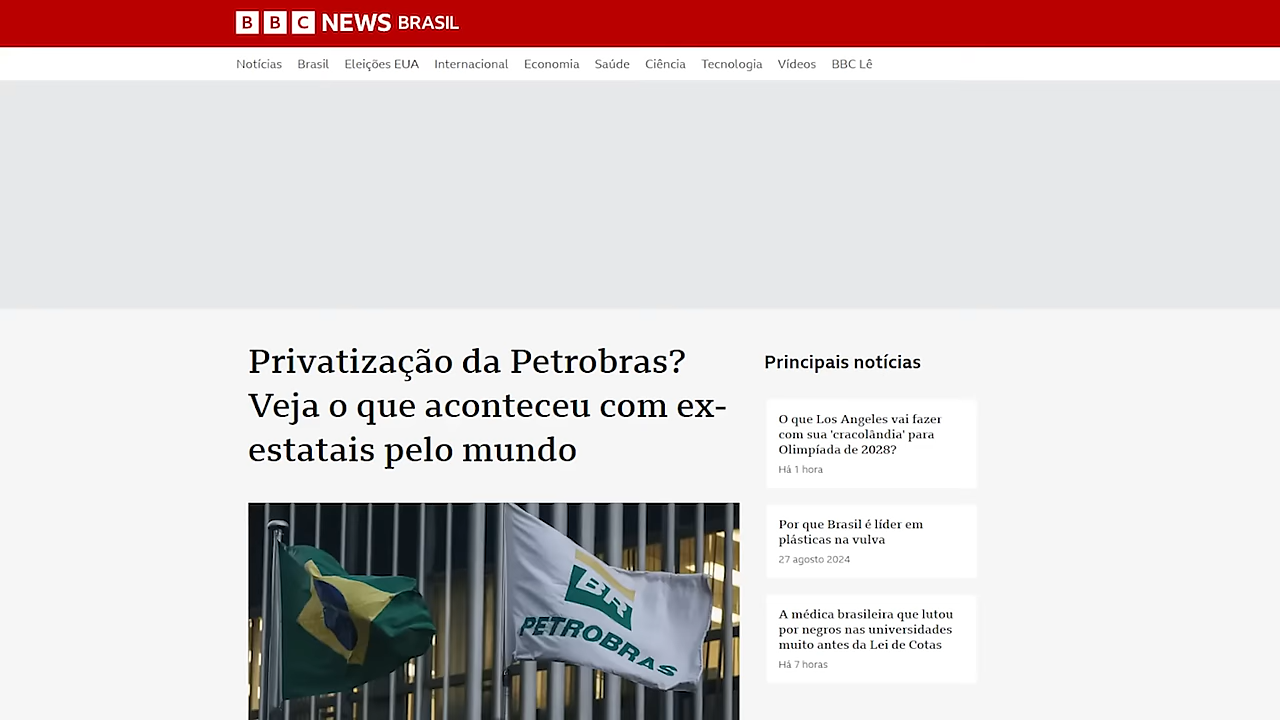 BBC NEWS BRASIL
Notícias Brasil Eleições EUA Internacional Economia Saúde Ciência Tecnologia Vídeos BBC Lê
Privatização da Petrobras?
Veja o que aconteceu com ex-
estatais pelo mundo
BR
PETROBRAS
Principais notícias
O que Los Angeles vai fazer
com sua 'cracolândia' para
Olimpíada de 2028?
Há 1 hora
Por que Brasil é líder em
plásticas na vulva
27 agosto 2024
A médica brasileira que lutou
por negros nas universidades
muito antes da Lei de Cotas
Há 7 horas